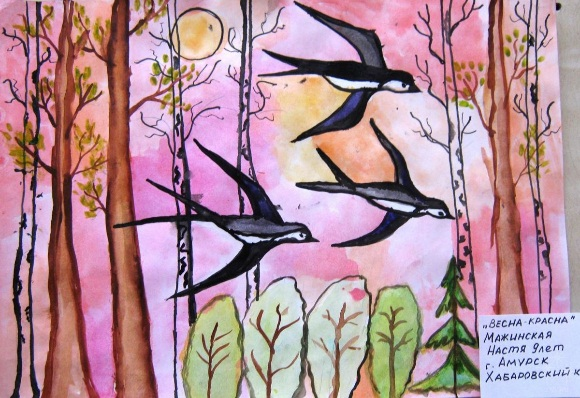 „ВЕСНА-КРАСНА"
МАЖИНСКАЯ
НАСТЯ 9лет
г. АМУРСК
ХАБАРОВСКИЙ К